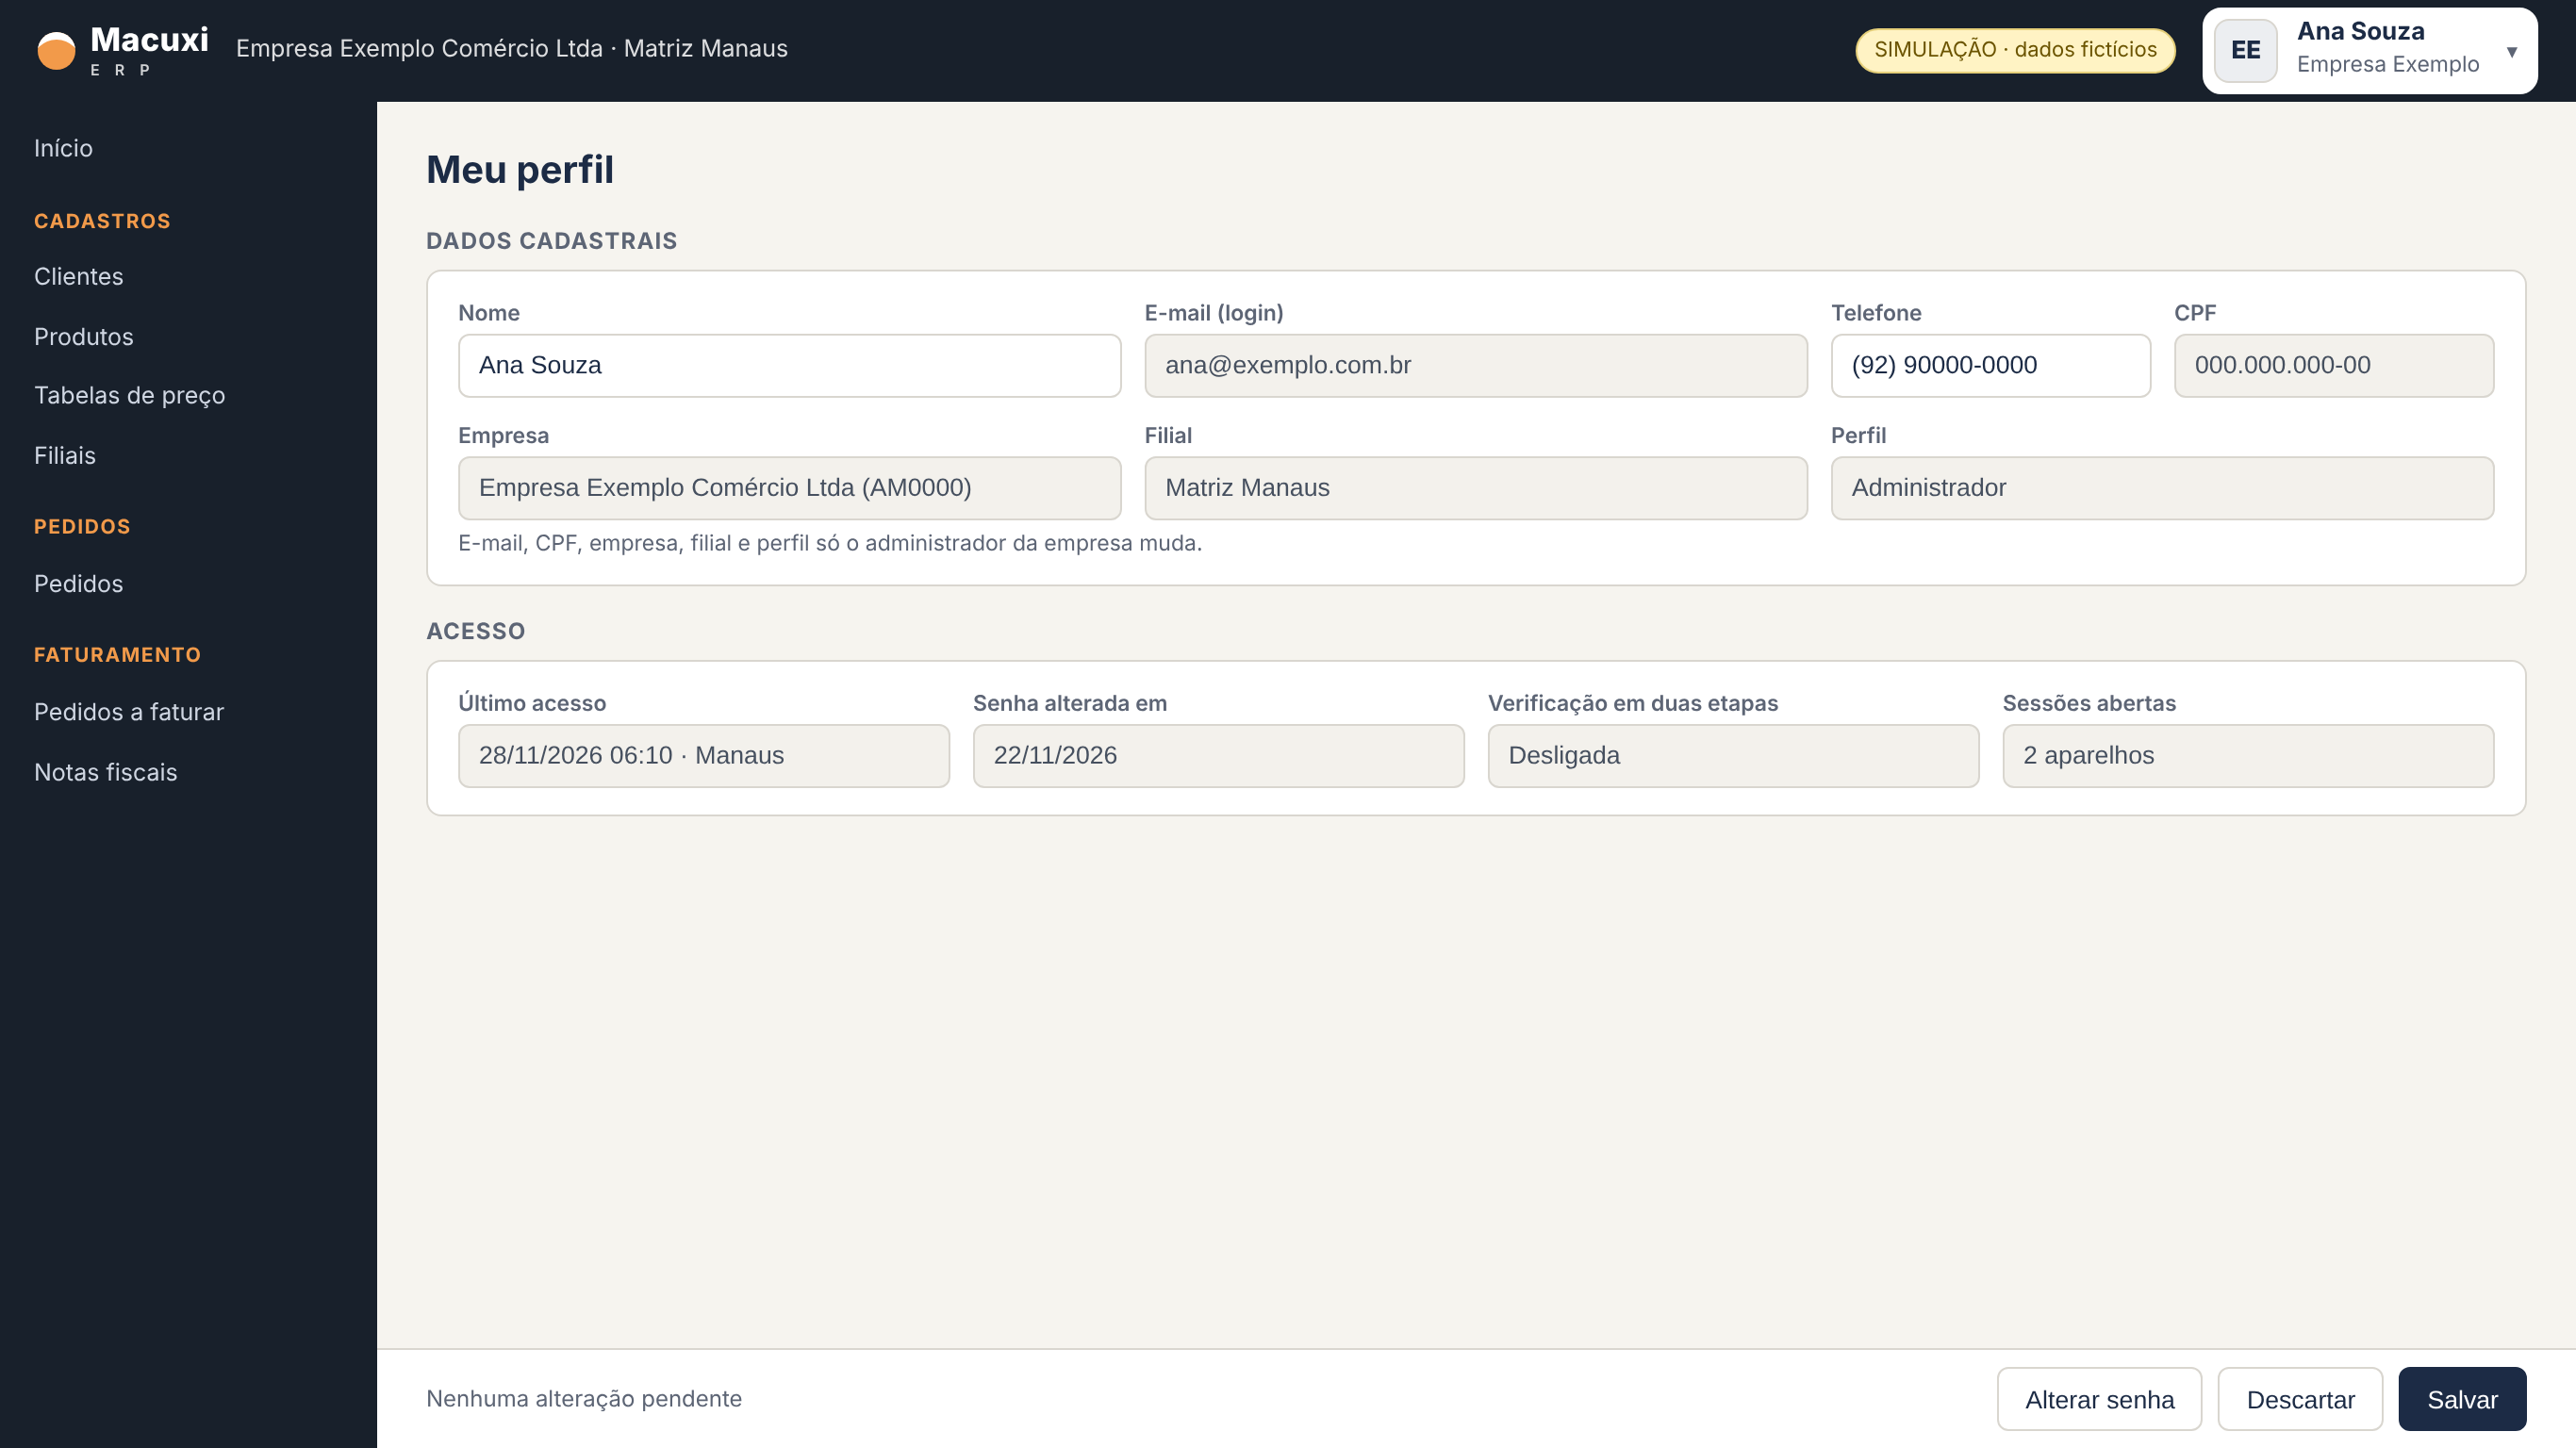 Macuxi
ERP
Empresa Exemplo Comércio Ltda · Matriz Manaus
SIMULAÇÃO · dados fictícios
EE
Ana Souza
Empresa Exemplo
▼
Início
CADASTROS
Clientes
Produtos
Tabelas de preço
Filiais
PEDIDOS
Pedidos
FATURAMENTO
Pedidos a faturar
Notas fiscais
Meu perfil
DADOS CADASTRAIS
Nome
Ana Souza
E-mail (login)
ana@exemplo.com.br
Telefone
(92) 90000-0000
CPF
000.000.000-00
Empresa
Empresa Exemplo Comércio Ltda (AM0000)
Filial
Matriz Manaus
Perfil
Administrador
E-mail, CPF, empresa, filial e perfil só o administrador da empresa muda.
ACESSO
Último acesso
28/11/2026 06:10 · Manaus
Senha alterada em
22/11/2026
Verificação em duas etapas
Desligada
Sessões abertas
2 aparelhos
Nenhuma alteração pendente
Alterar senha
Descartar
Salvar